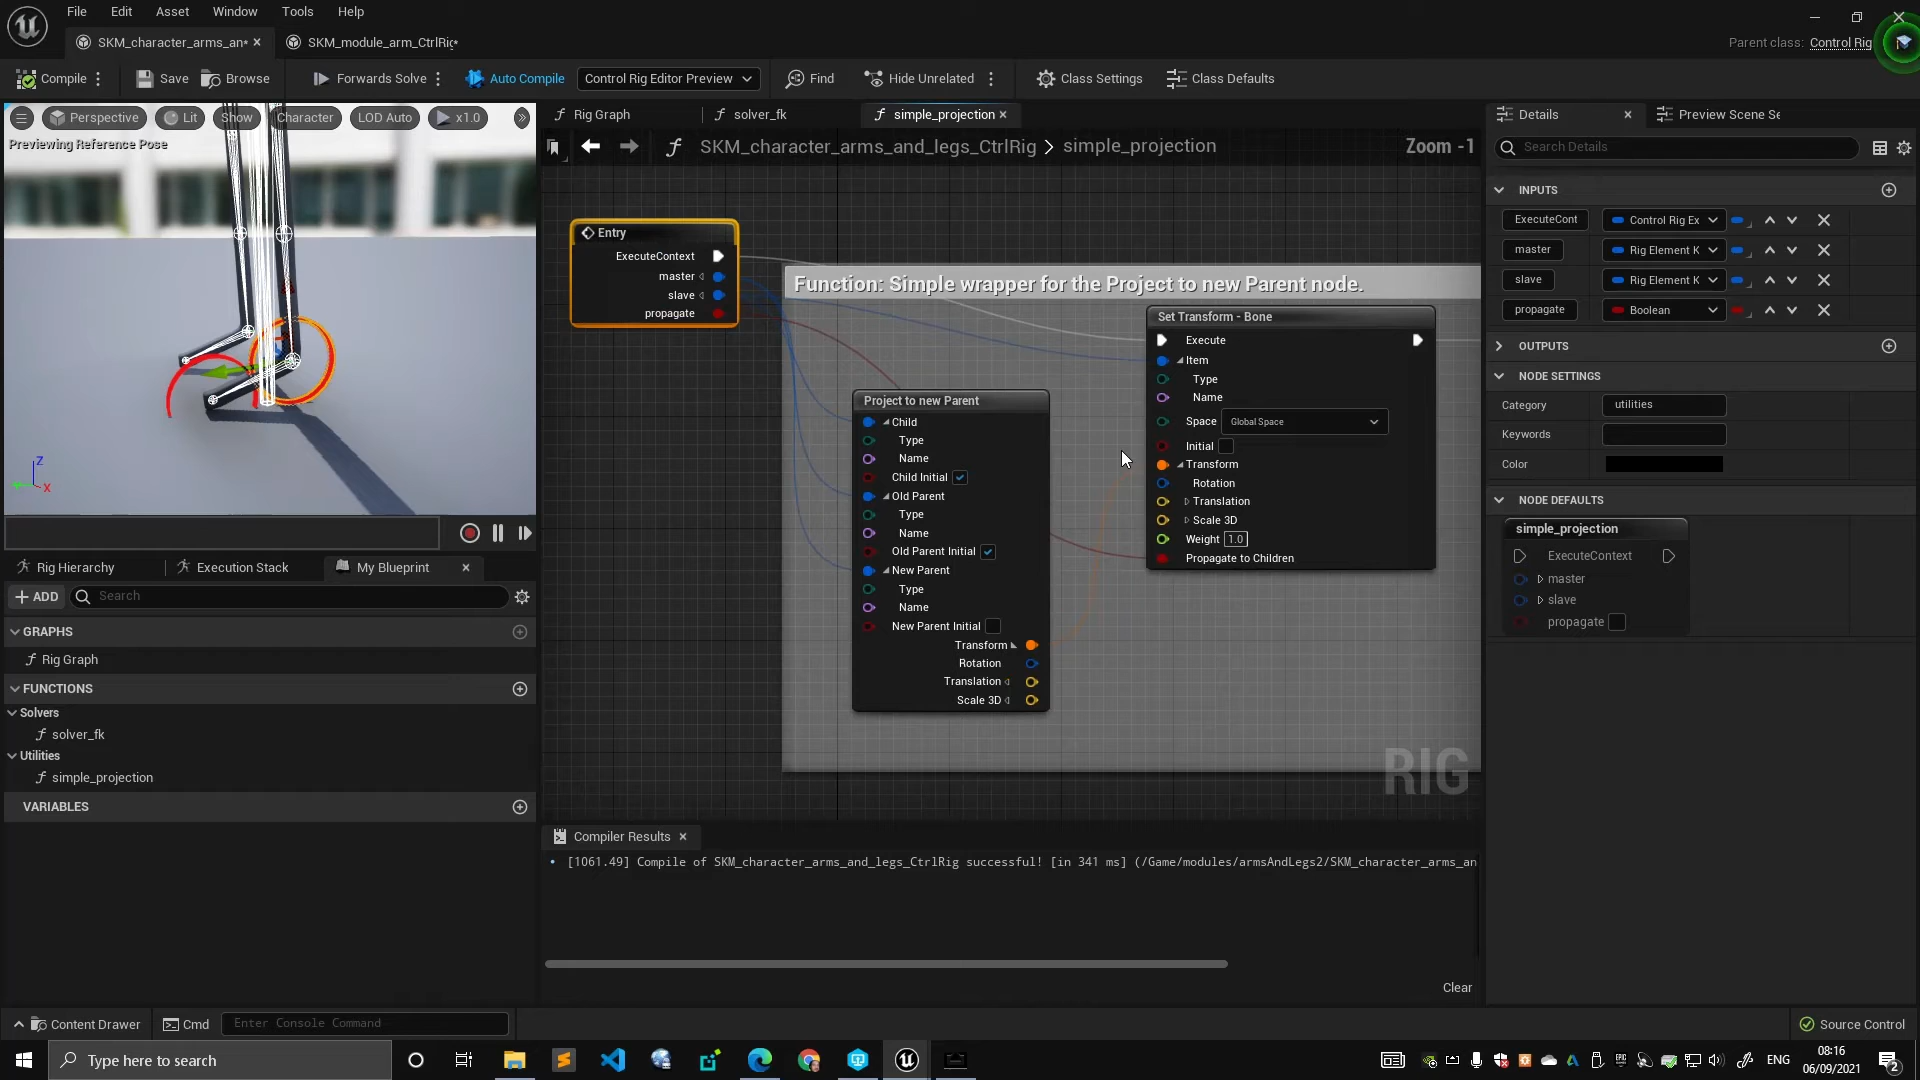 File Edit Asset Window Tools Help
SKM_character_arms_an*
SKM_module_arm_CtrlRig*
Parent class: Control Rig
Compile
Save
Browse
Forwards Solve
Auto Compile
Control Rig Editor Preview
Find
Hide Unrelated
Class Settings
Class Defaults
Perspective
Lit
Show
Character
LOD Auto
x1.0
Previewing Reference Pose
Z
X
Rig Graph
solver_fk
simple_projection
SKM_character_arms_and_legs_CtrlRig > simple_projection
Zoom -1
Entry
ExecuteContext
master
slave
propagate
Function: Simple wrapper for the Project to new Parent node.
Project to new Parent
Child
Type
Name
Child Initial
Old Parent
Type
Name
Old Parent Initial
New Parent
Type
Name
New Parent Initial
Transform
Rotation
Translation
Scale 3D
Set Transform - Bone
Execute
Item
Type
Name
Space Global Space
Initial
Transform
Rotation
Translation
Scale 3D
Weight 1.0
Propagate to Children
RIG
Rig Hierarchy
Execution Stack
My Blueprint
ADD
Search
GRAPHS
Rig Graph
FUNCTIONS
Solvers
solver_fk
Utilities
simple_projection
VARIABLES
Compiler Results
[1061.49] Compile of SKM_character_arms_and_legs_CtrlRig successful! [in 341 ms] (/Game/modules/armsAndLegs2/SKM_character_arms_an
Clear
Details
Preview Scene Se
Search Details
INPUTS
ExecuteCont Control Rig Ex
master Rig Element K
slave Rig Element K
propagate Boolean
OUTPUTS
NODE SETTINGS
Category utilities
Keywords
Color
NODE DEFAULTS
simple_projection
ExecuteContext
master
slave
propagate
Content Drawer
Cmd
Enter Console Command
Source Control
Type here to search
ENG
08:16
06/09/2021
2